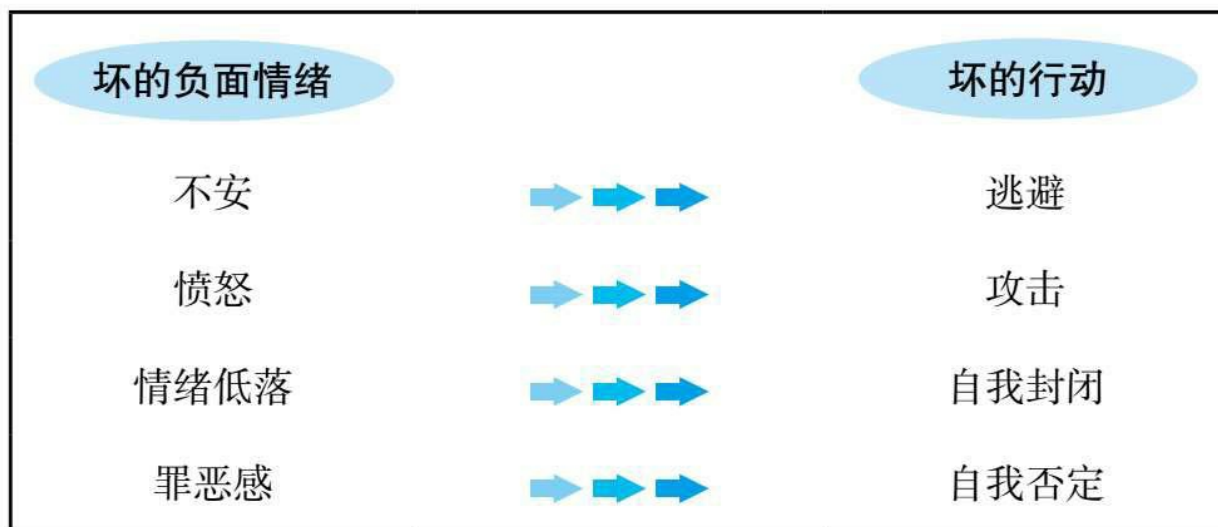 坏的负面情绪 坏的行动
不安 逃避
愤怒 攻击
情绪低落 自我封闭
罪恶感 自我否定